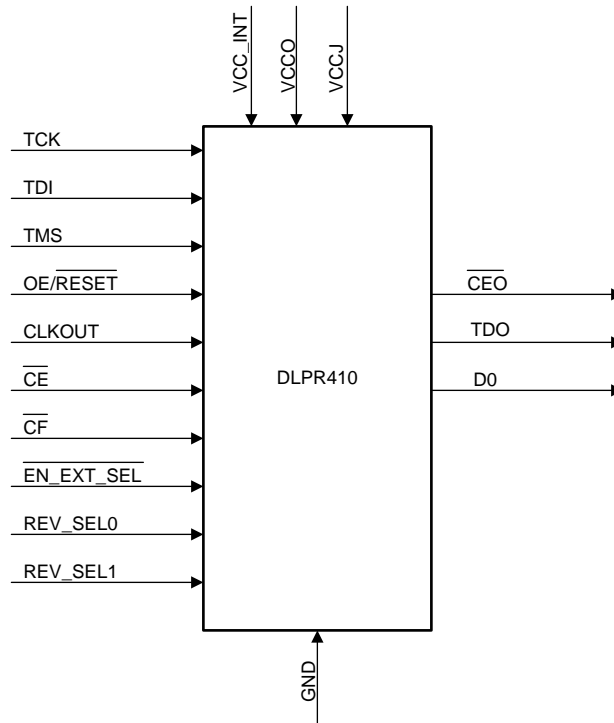 VCC_INT
VCCO
VCCJ
TCK
TDI
TMS
OE/RESET
CLKOUT
CE
CF
EN_EXT_SEL
REV_SEL0
REV_SEL1
DLPR410
CEO
TDO
D0
GND